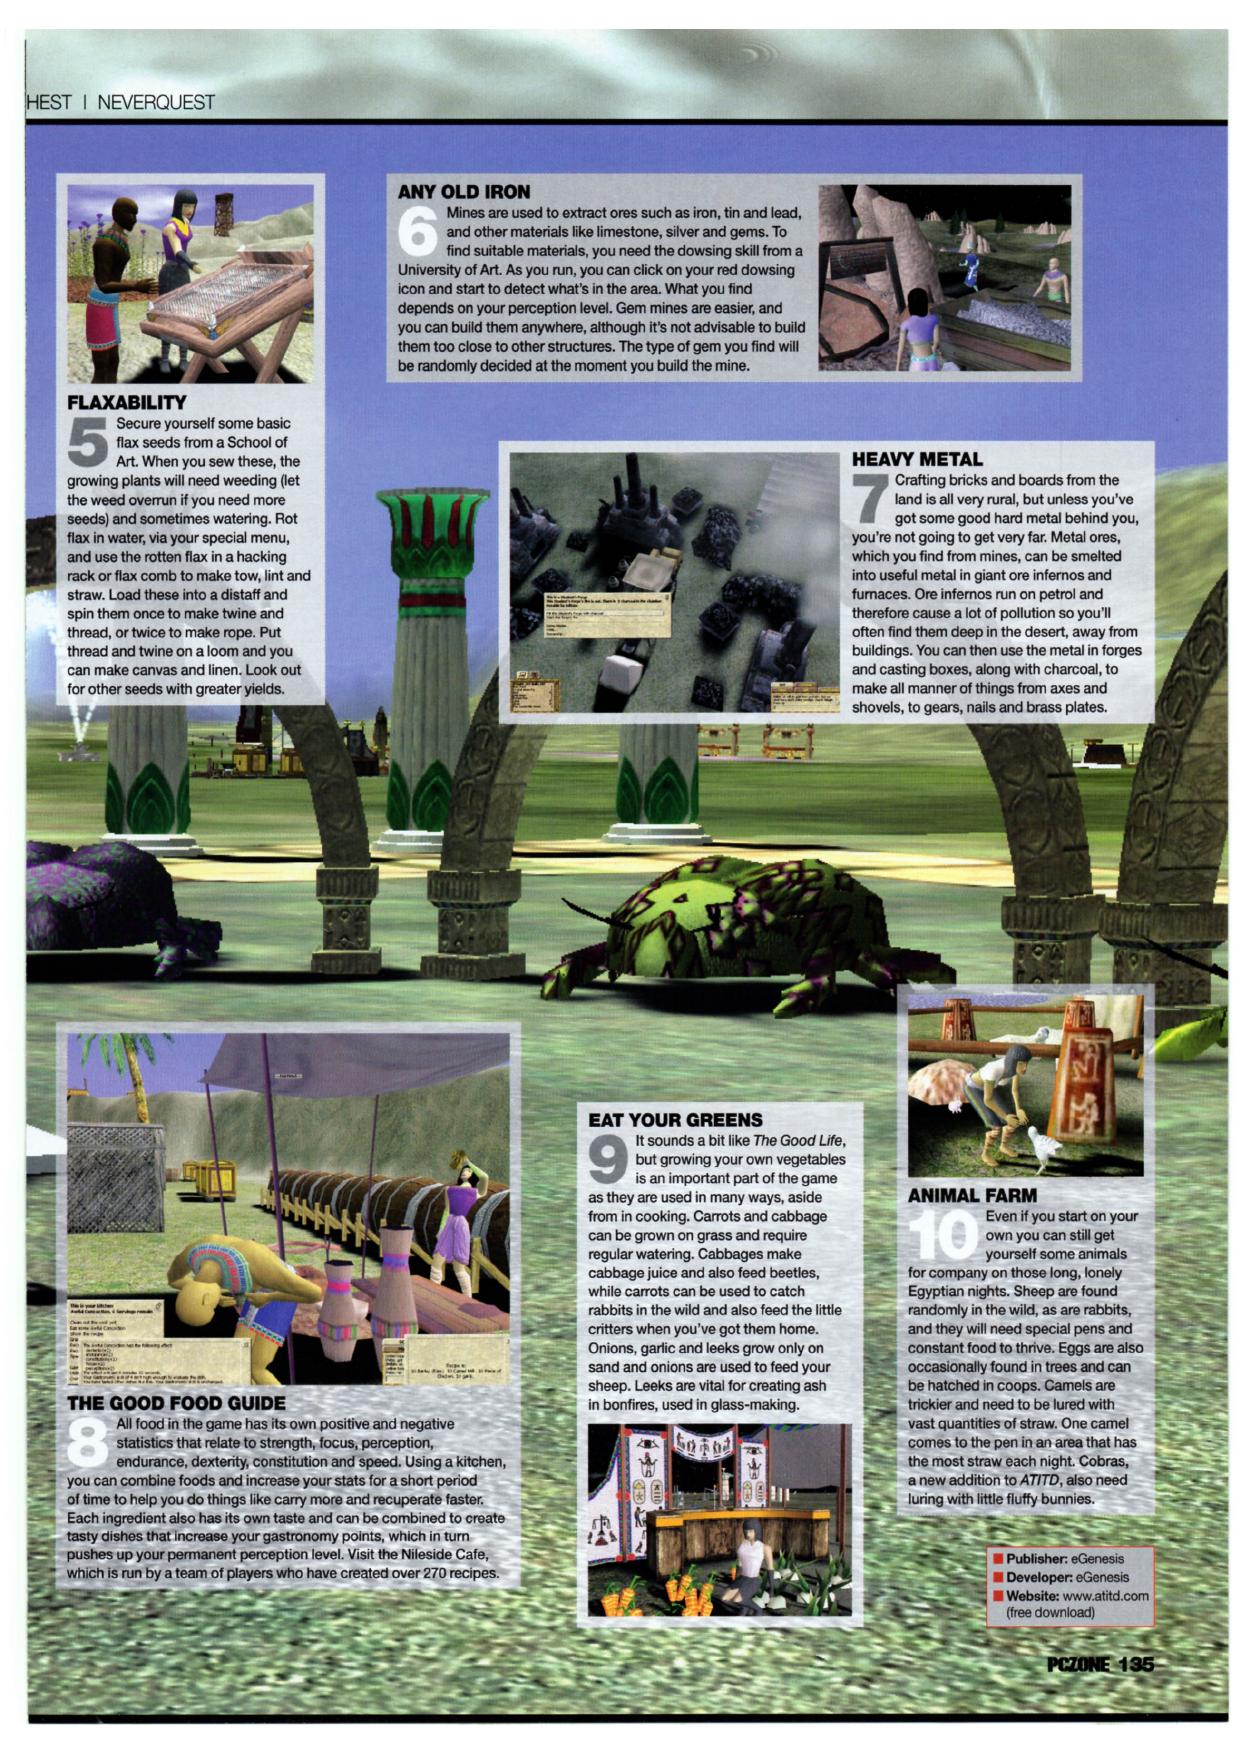 HEST | NEVERQUEST
FLAXABILITY
5 Secure yourself some basic
flax seeds from a School of
Art. When you sew these, the
growing plants will need weeding (let
the weed overrun if you need more
seeds) and sometimes watering. Rot
flax in water, via your special menu,
and use the rotten flax in a hacking
rack or flax comb to make tow, lint and
straw. Load these into a distaff and
spin them once to make twine and
thread, or twice to make rope. Put
thread and twine on a loom and you
can make canvas and linen. Look out
for other seeds with greater yields.
ANY OLD IRON
6 Mines are used to extract ores such as iron, tin and lead,
and other materials like limestone, silver and gems. To
find suitable materials, you need the dowsing skill from a
University of Art. As you run, you can click on your red dowsing
icon and start to detect what's in the area. What you find
depends on your perception level. Gem mines are easier, and
you can build them anywhere, although it's not advisable to build
them too close to other structures. The type of gem you find will
be randomly decided at the moment you build the mine.
HEAVY METAL
7 Crafting bricks and boards from the
land is all very rural, but unless you've
got some good hard metal behind you,
you're not going to get very far. Metal ores,
which you find from mines, can be smelted
into useful metal in giant ore infernos and
furnaces. Ore infernos run on petrol and
therefore cause a lot of pollution so you'll
often find them deep in the desert, away from
buildings. You can then use the metal in forges
and casting boxes, along with charcoal, to
make all manner of things from axes and
shovels, to gears, nails and brass plates.
This is your kitchen
THE GOOD FOOD GUIDE
8 All food in the game has its own positive and negative
statistics that relate to strength, focus, perception,
endurance, dexterity, constitution and speed. Using a kitchen,
you can combine foods and increase your stats for a short period
of time to help you do things like carry more and recuperate faster.
Each ingredient also has its own taste and can be combined to create
tasty dishes that increase your gastronomy points, which in turn
pushes up your permanent perception level. Visit the Nileside Cafe,
which is run by a team of players who have created over 270 recipes.
EAT YOUR GREENS
9 It sounds a bit like The Good Life,
but growing your own vegetables
is an important part of the game
as they are used in many ways, aside
from in cooking. Carrots and cabbage
can be grown on grass and require
regular watering. Cabbages make
cabbage juice and also feed beetles,
while carrots can be used to catch
rabbits in the wild and also feed the little
critters when you've got them home.
Onions, garlic and leeks grow only on
sand and onions are used to feed your
sheep. Leeks are vital for creating ash
in bonfires, used in glass-making.
ANIMAL FARM
10 Even if you start on your
own you can still get
yourself some animals
for company on those long, lonely
Egyptian nights. Sheep are found
randomly in the wild, as are rabbits,
and they will need special pens and
constant food to thrive. Eggs are also
occasionally found in trees and can
be hatched in coops. Camels are
trickier and need to be lured with
vast quantities of straw. One camel
comes to the pen in an area that has
the most straw each night. Cobras,
a new addition to ATITD, also need
luring with little fluffy bunnies.
Publisher: eGenesis
Developer: eGenesis
Website: www.atitd.com
(free download)
PCZONE 135